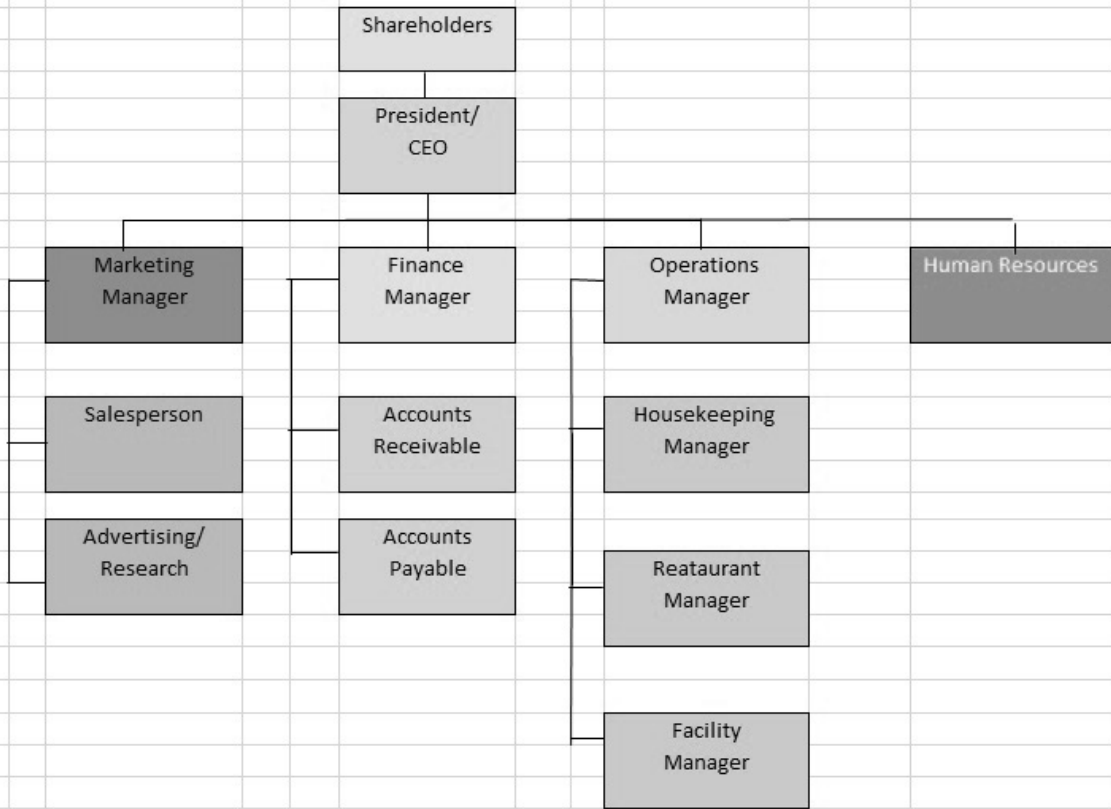 Shareholders
President/
CEO
Marketing
Manager
Finance
Manager
Operations
Manager
Human Resources
Salesperson
Accounts
Receivable
Housekeeping
Manager
Advertising/
Research
Accounts
Payable
Reataurant
Manager
Facility
Manager